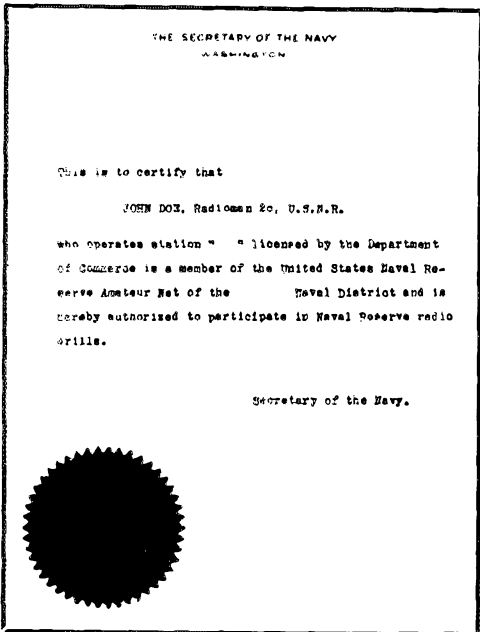 THE SECRETARY OF THE NAVY
WASHINGTON
This is to certify that
JOHN DOE, Radioman 2c, U.S.N.R.
who operates station " " licensed by the Department
of Commerce is a member of the United States Naval Re-
serve Amateur Net of the Naval District and is
hereby authorized to participate in Naval Reserve radio
drills.
Secretary of the Navy.